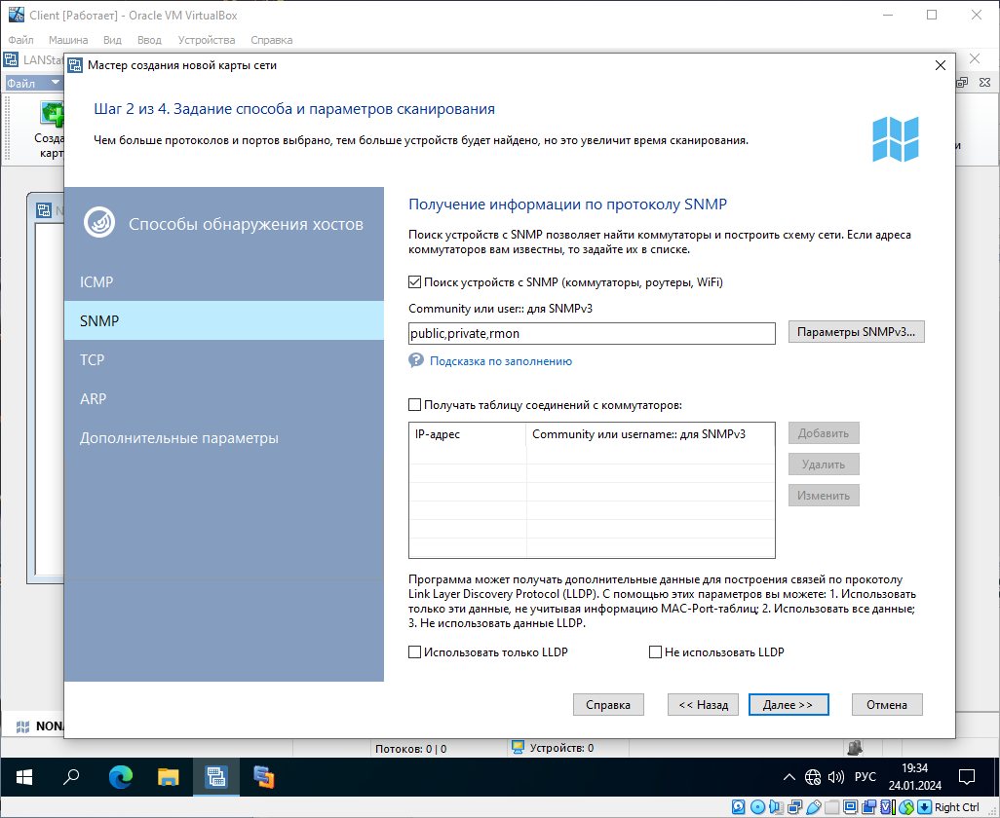 Client [Работает] - Oracle VM VirtualBox
Файл Машина Вид Ввод Устройства Справка
LANSta
Мастер создания новой карты сети
Файл
Шаг 2 из 4. Задание способа и параметров сканирования
Чем больше протоколов и портов выбрано, тем больше устройств будет найдено, но это увеличит время сканирования.
Созда
карт
и
N
Способы обнаружения хостов
ICMP
SNMP
TCP
ARP
Дополнительные параметры
Получение информации по протоколу SNMP
Поиск устройств с SNMP позволяет найти коммутаторы и построить схему сети. Если адреса
коммутаторов вам известны, то задайте их в списке.
Поиск устройств с SNMP (коммутаторы, роутеры, WiFi)
Community или user:: для SNMPv3
public,private,rmon
Параметры SNMPv3...
Подсказка по заполнению
Получать таблицу соединений с коммутаторов:
IP-адрес Community или username:: для SNMPv3
Добавить
Удалить
Изменить
Программа может получать дополнительные данные для построения связей по прокотолу
Link Layer Discovery Protocol (LLDP). С помощью этих параметров вы можете: 1. Использовать
только эти данные, не учитывая информацию MAC-Port-таблиц; 2. Использовать все данные;
3. Не использовать данные LLDP.
Использовать только LLDP Не использовать LLDP
Справка << Назад Далее >> Отмена
NONA
Потоков: 0 | 0 Устройств: 0
РУС
19:34
24.01.2024
Right Ctrl